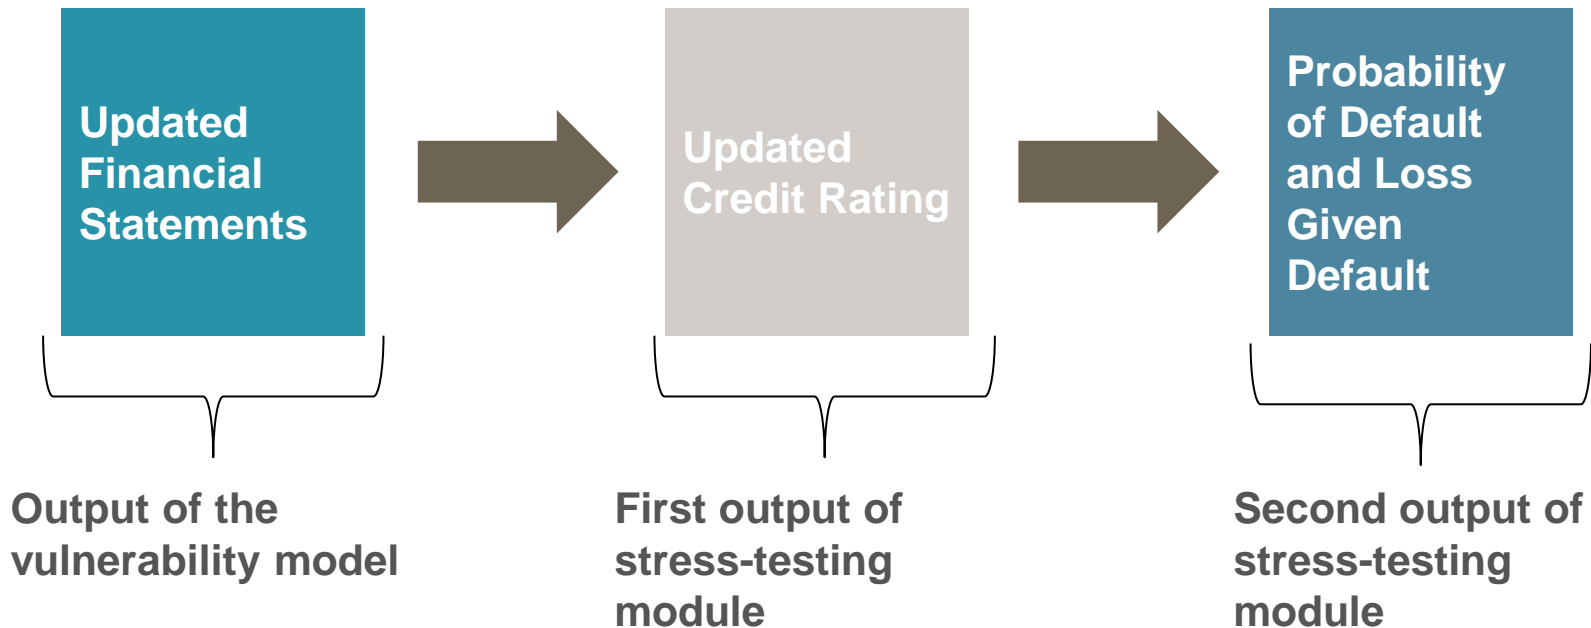 Updated
Financial
Statements
Updated
Credit Rating
Probability
of Default
and Loss
Given
Default
Output of the
vulnerability model
First output of
stress-testing
module
Second output of
stress-testing
module